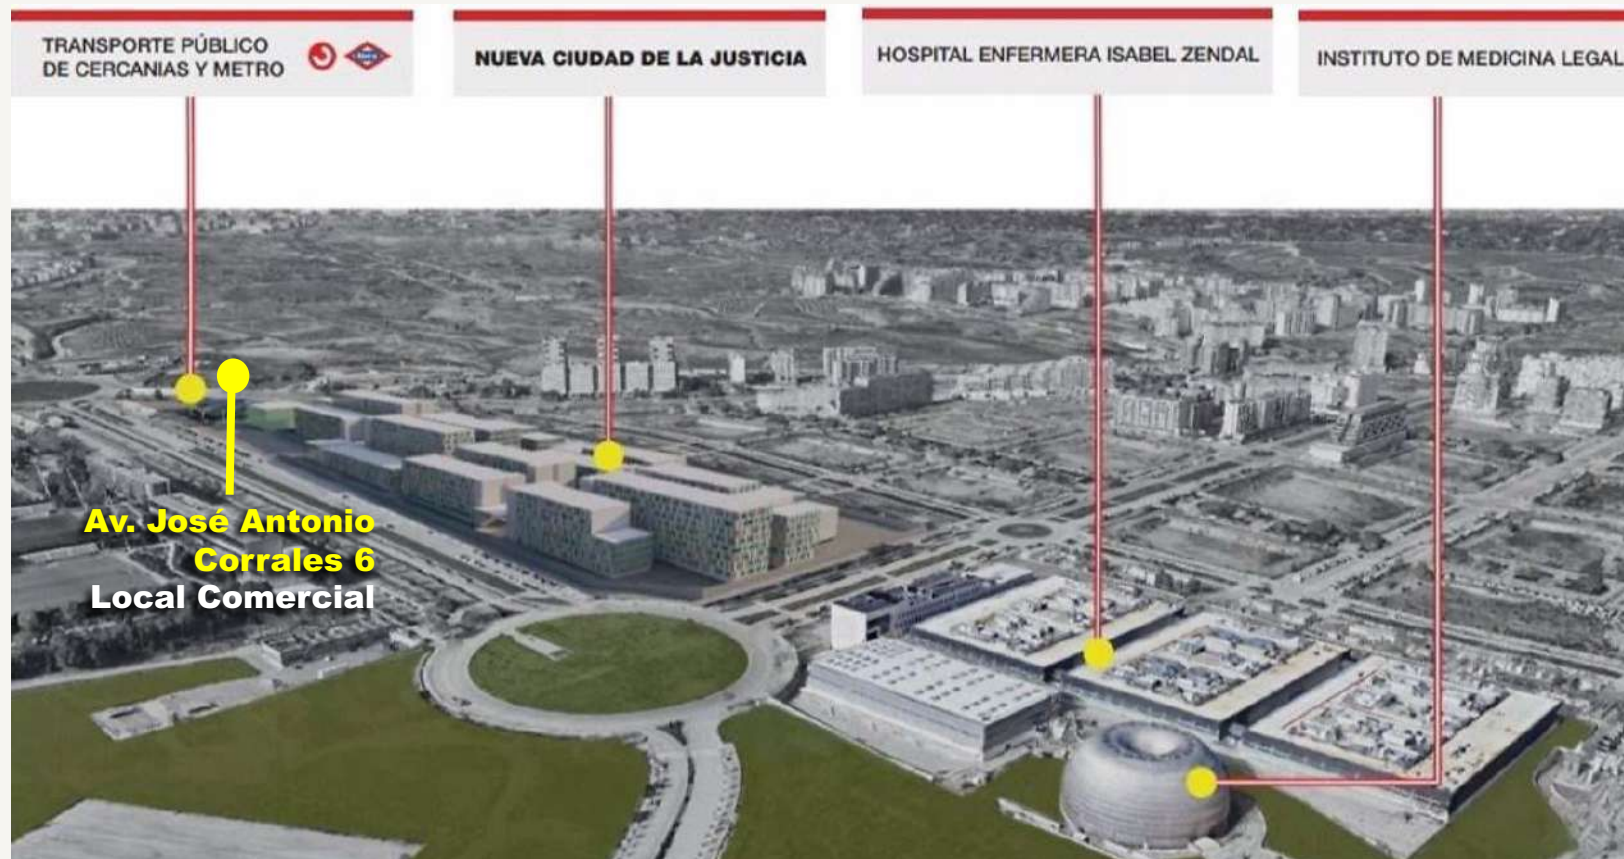 TRANSPORTE PÚBLICO
DE CERCANIAS Y METRO
NUEVA CIUDAD DE LA JUSTICIA
HOSPITAL ENFERMERA ISABEL ZENDAL
INSTITUTO DE MEDICINA LEGAL
Av. José Antonio
Corrales 6
Local Comercial